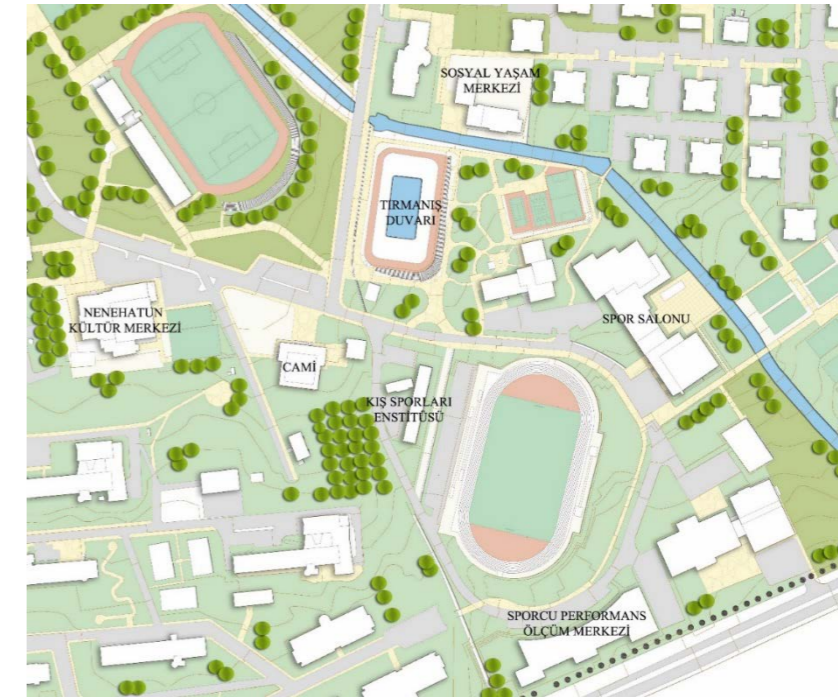 SOSYAL YAŞAM
MERKEZİ
TIRMANIŞ
DUVARI
NENEHATUN
KÜLTÜR MERKEZİ
SPOR SALONU
CAMİ
KIŞ SPORLARI
ENSTİTÜSÜ
SPORCU PERFORMANS
ÖLÇÜM MERKEZİ